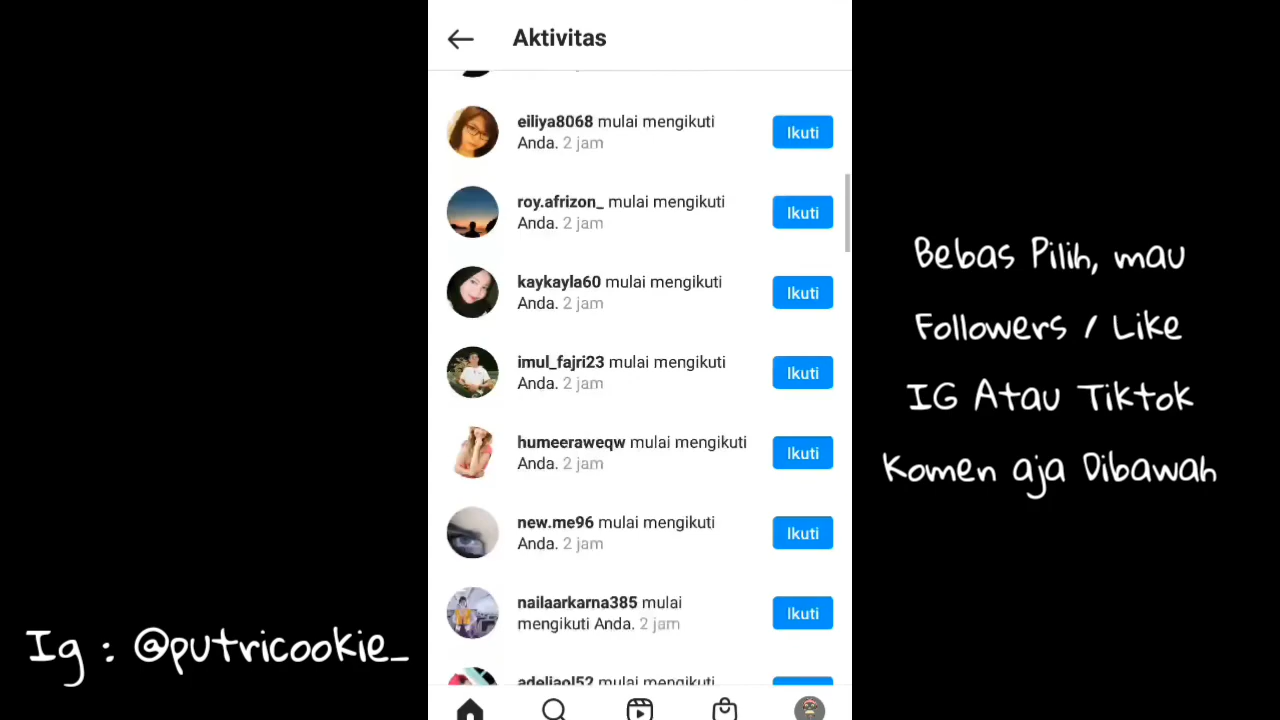 Aktivitas
eiliya8068 mulai mengikuti
Anda. 2 jam
Ikuti
roy.afrizon_ mulai mengikuti
Anda. 2 jam
Ikuti
kaykayla60 mulai mengikuti
Anda. 2 jam
Ikuti
imul_fajri23 mulai mengikuti
Anda. 2 jam
Ikuti
humeeraweqw mulai mengikuti
Anda. 2 jam
Ikuti
new.me96 mulai mengikuti
Anda. 2 jam
Ikuti
nailaarkarna385 mulai
mengikuti Anda. 2 jam
Ikuti
adeliaol52 mulai mengikuti
Bebas Pilih, mau
Followers / Like
IG Atau Tiktok
Komen aja Dibawah
Ig : @putricookie_